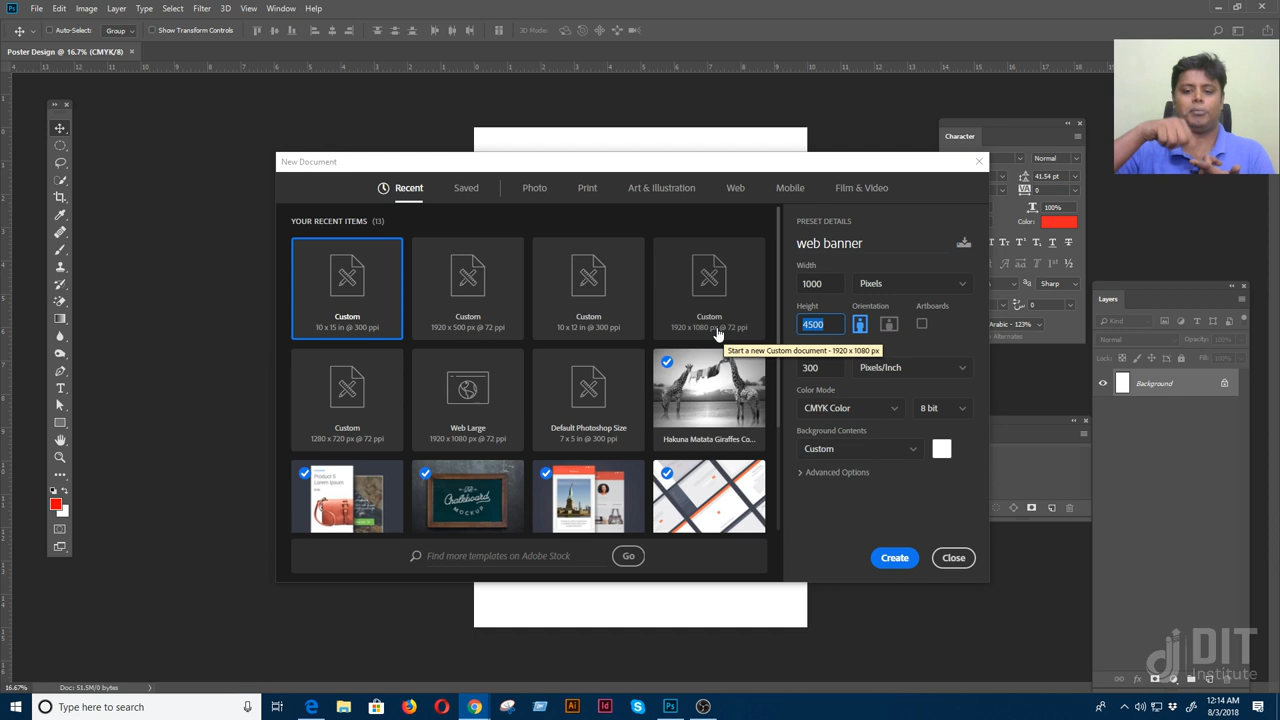 Ps File Edit Image Layer Type Select Filter 3D View Window Help
Auto-Select: Group Show Transform Controls 3D Mode:
Poster Design @ 16.7% (CMYK/8) ×
New Document
Recent Saved Photo Print Art & Illustration Web Mobile Film & Video
YOUR RECENT ITEMS (13)
Custom
10 x 15 in @ 300 ppi
Custom
1920 x 500 px @ 72 ppi
Custom
10 x 12 in @ 300 ppi
Custom
1920 x 1080 px @ 72 ppi
Start a new Custom document - 1920 x 1080 px
Custom
1280 x 720 px @ 72 ppi
Web Large
1920 x 1080 px @ 72 ppi
Default Photoshop Size
7 x 5 in @ 300 ppi
Hakuna Matata Giraffes Co...
Product 1
Lorem Ipsum
Chalkboard
MOCKUP
Find more templates on Adobe Stock
Go
PRESET DETAILS
web banner
Width
1000 Pixels
Height Orientation Artboards
4500
300 Pixels/Inch
Color Mode
CMYK Color 8 bit
Background Contents
Custom
Advanced Options
Create Close
Character
Normal
41.54 pt
VA 0
100%
Color:
Sharp
0
Arabic - 123%
Alternates
Layers
Kind
Normal
Background
DIT
Institute
16.67% Doc: 51.5M/0 bytes
Type here to search
12:14 AM
8/3/2018